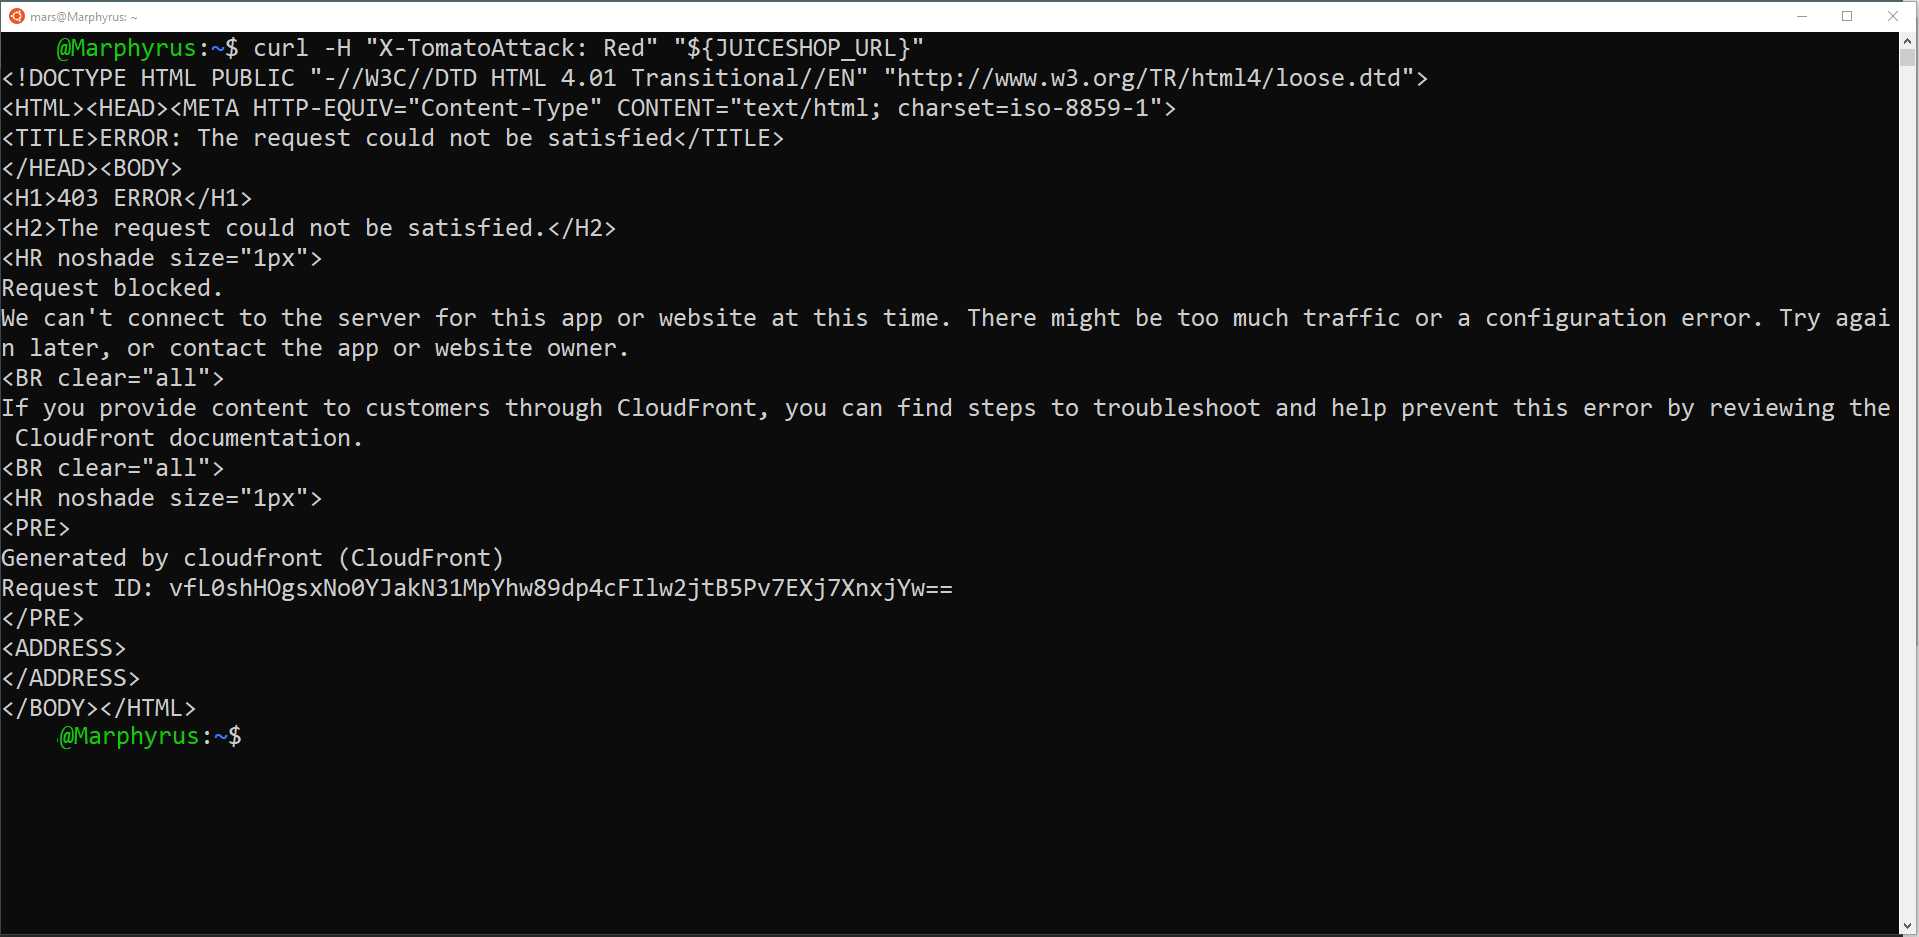 mars@Marphyrus: ~
@Marphyrus:~$ curl -H "X-TomatoAttack: Red" "${JUICESHOP_URL}"
<!DOCTYPE HTML PUBLIC "-//W3C//DTD HTML 4.01 Transitional//EN" "http://www.w3.org/TR/html4/loose.dtd">
<HTML><HEAD><META HTTP-EQUIV="Content-Type" CONTENT="text/html; charset=iso-8859-1">
<TITLE>ERROR: The request could not be satisfied</TITLE>
</HEAD><BODY>
<H1>403 ERROR</H1>
<H2>The request could not be satisfied.</H2>
<HR noshade size="1px">
Request blocked.
We can't connect to the server for this app or website at this time. There might be too much traffic or a configuration error. Try agai
n later, or contact the app or website owner.
<BR clear="all">
If you provide content to customers through CloudFront, you can find steps to troubleshoot and help prevent this error by reviewing the
 CloudFront documentation.
<BR clear="all">
<HR noshade size="1px">
<PRE>
Generated by cloudfront (CloudFront)
Request ID: vfL0shHOgsxNo0YJakN31MpYhw89dp4cFIlw2jtB5Pv7EXj7XnxjYw==
</PRE>
<ADDRESS>
</ADDRESS>
</BODY></HTML>
@Marphyrus:~$